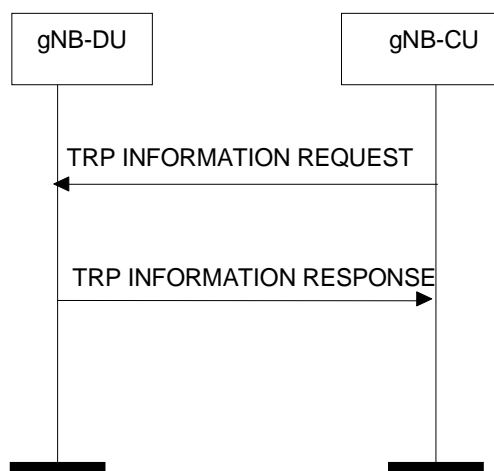 gNB-DU
gNB-CU
TRP INFORMATION REQUEST
TRP INFORMATION RESPONSE